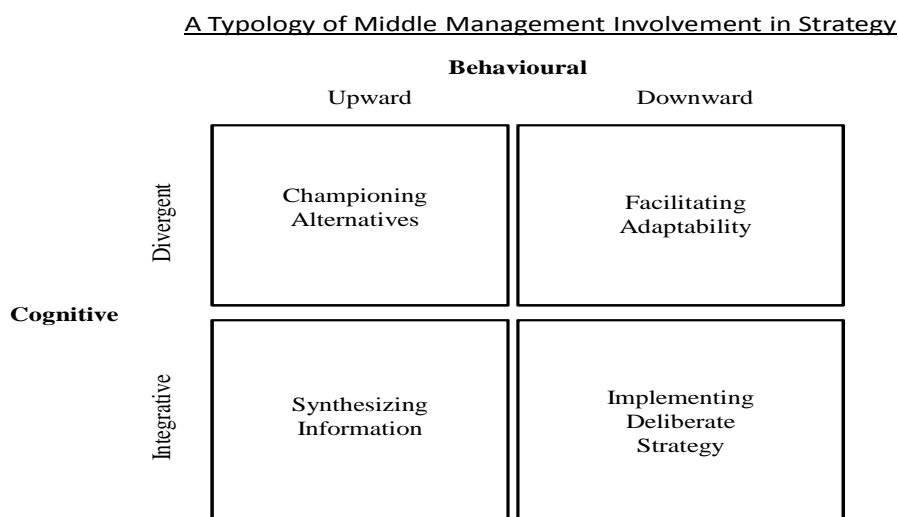 A Typology of Middle Management Involvement in Strategy
Behavioural
Upward
Downward
Divergent
Championing
Alternatives
Facilitating
Adaptability
Cognitive
Integrative
Synthesizing
Information
Implementing
Deliberate
Strategy